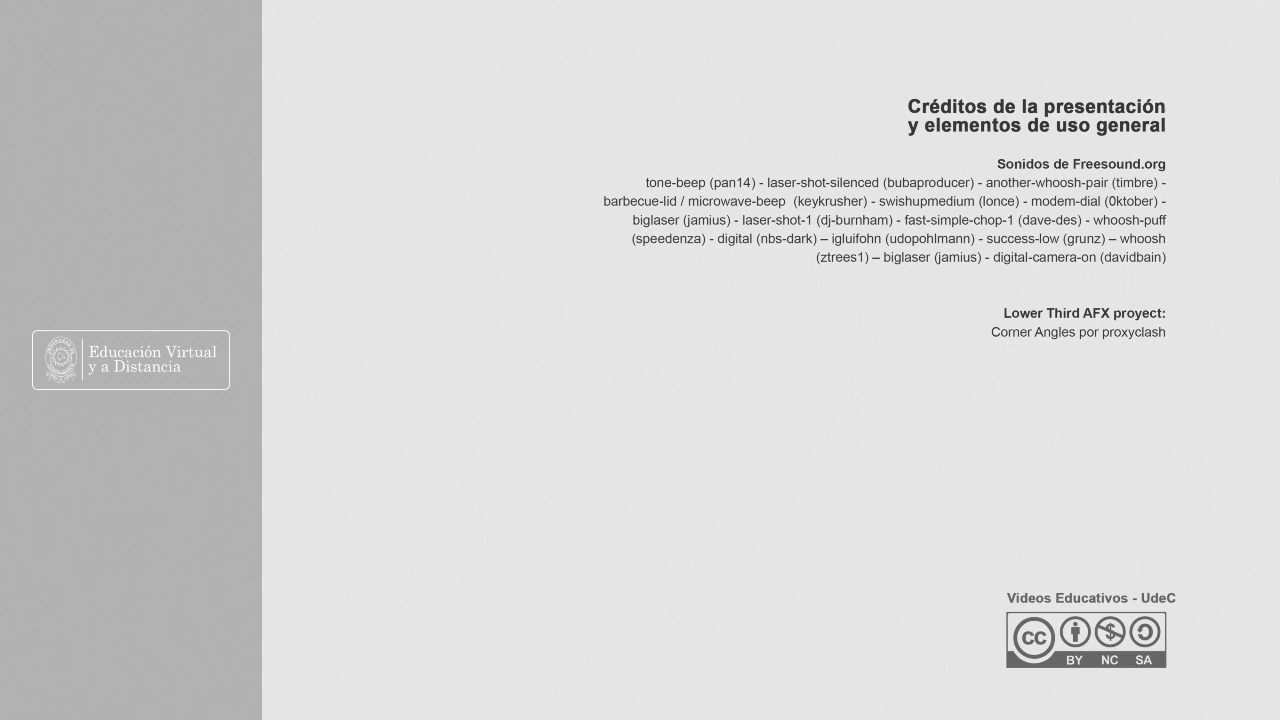 Créditos de la presentación
y elementos de uso general
Sonidos de Freesound.org
tone-beep (pan14) - laser-shot-silenced (bubaproducer) - another-whoosh-pair (timbre) -
barbecue-lid / microwave-beep  (keykrusher) - swishupmedium (lonce) - modem-dial (0ktober) -
biglaser (jamius) - laser-shot-1 (dj-burnham) - fast-simple-chop-1 (dave-des) - whoosh-puff
(speedenza) - digital (nbs-dark) – igluifohn (udopohlmann) - success-low (grunz) – whoosh
(ztrees1) – biglaser (jamius) - digital-camera-on (davidbain)
Lower Third AFX proyect:
Corner Angles por proxyclash
Educación Virtual
y a Distancia
Videos Educativos - UdeC
cc
BY NC SA